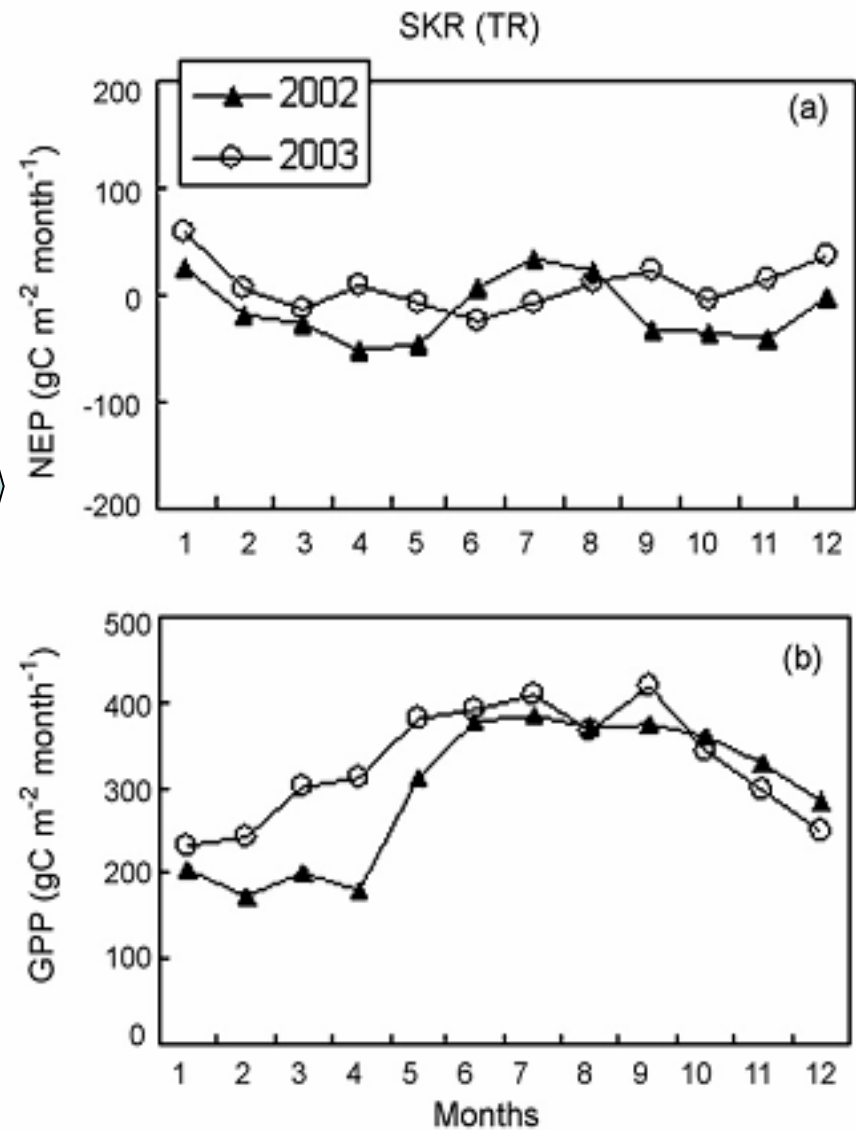 SKR (TR)
2002
2003
(a)
NEP (gC m⁻² month⁻¹)
200
100
0
-100
-200
1 2 3 4 5 6 7 8 9 10 11 12
(b)
GPP (gC m⁻² month⁻¹)
500
400
300
200
100
0
1 2 3 4 5 6 7 8 9 10 11 12
Months